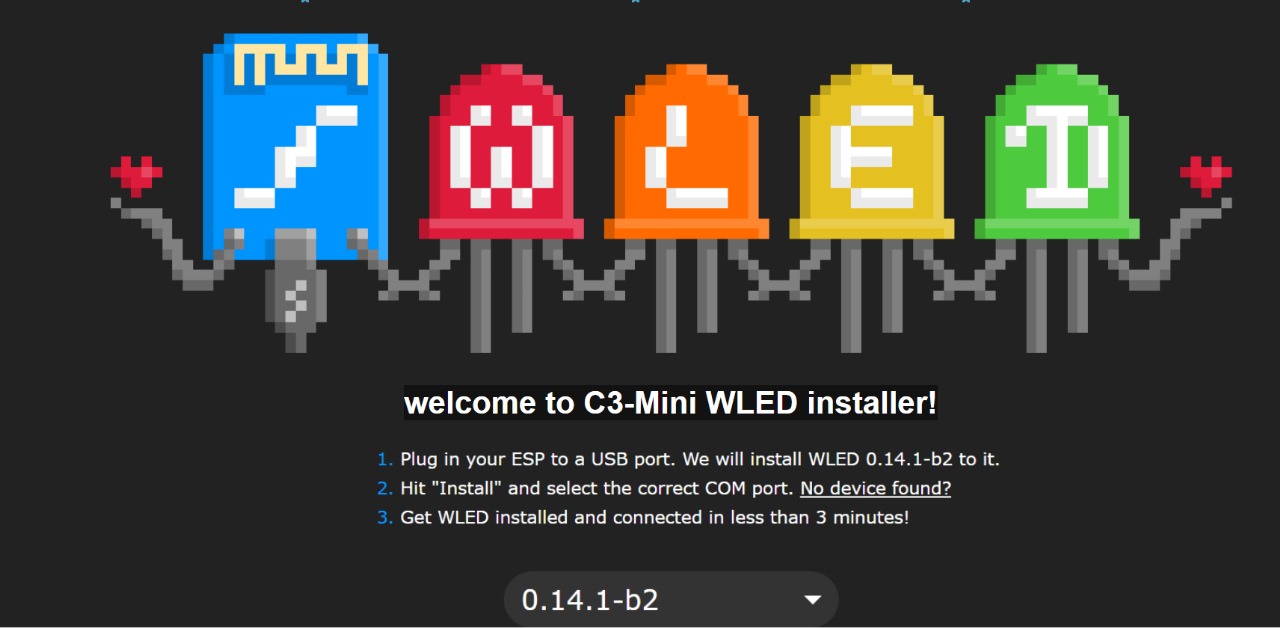 WLED
welcome to C3-Mini WLED installer!
1. Plug in your ESP to a USB port. We will install WLED 0.14.1-b2 to it.
2. Hit "Install" and select the correct COM port. No device found?
3. Get WLED installed and connected in less than 3 minutes!
0.14.1-b2